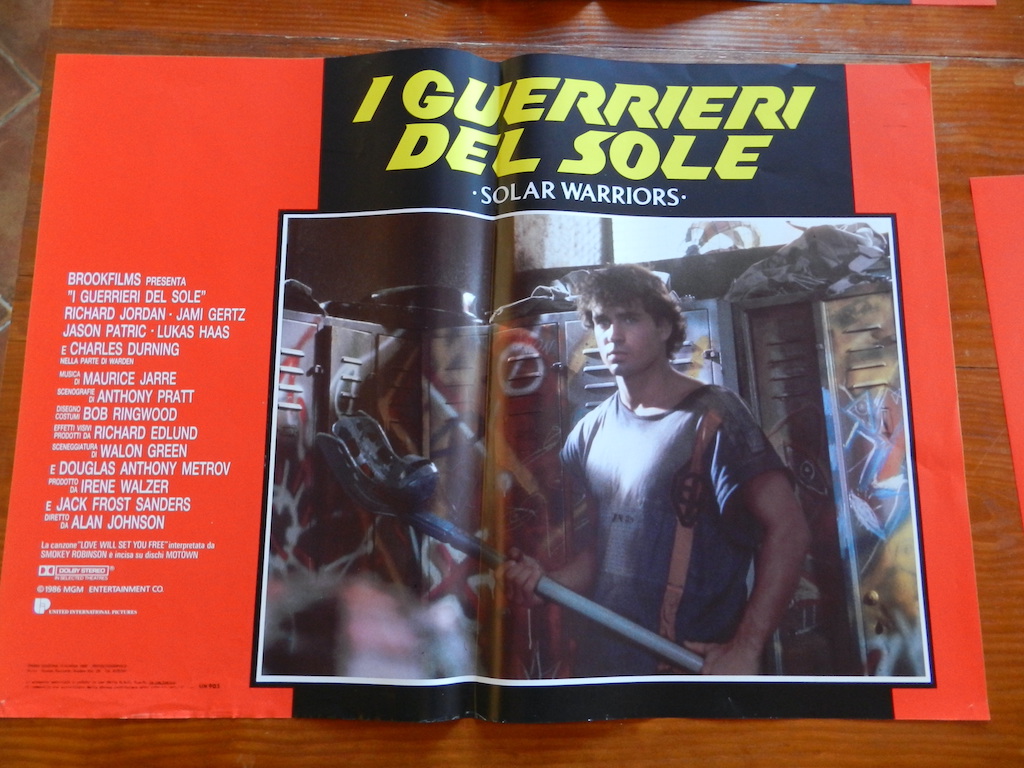 I GUERRIERI
DEL SOLE
·SOLAR WARRIORS·
BROOKFILMS PRESENTA
"I GUERRIERI DEL SOLE"
RICHARD JORDAN · JAMI GERTZ
JASON PATRIC · LUKAS HAAS
E CHARLES DURNING
NELLA PARTE DI WARDEN
MUSICA DI MAURICE JARRE
SCENOGRAFIE DI ANTHONY PRATT
DISEGNO COSTUMI BOB RINGWOOD
EFFETTI VISIVI PRODOTTI DA RICHARD EDLUND
SCENEGGIATURA DI WALON GREEN
E DOUGLAS ANTHONY METROV
PRODOTTO DA IRENE WALZER
E JACK FROST SANDERS
DIRETTO DA ALAN JOHNSON
La canzone "LOVE WILL SET YOU FREE" interpretata da
SMOKEY ROBINSON è incisa su dischi MOTOWN
DOLBY STEREO®
IN SELECTED THEATRES
©1986 MGM ENTERTAINMENT CO.
UIP UNITED INTERNATIONAL PICTURES